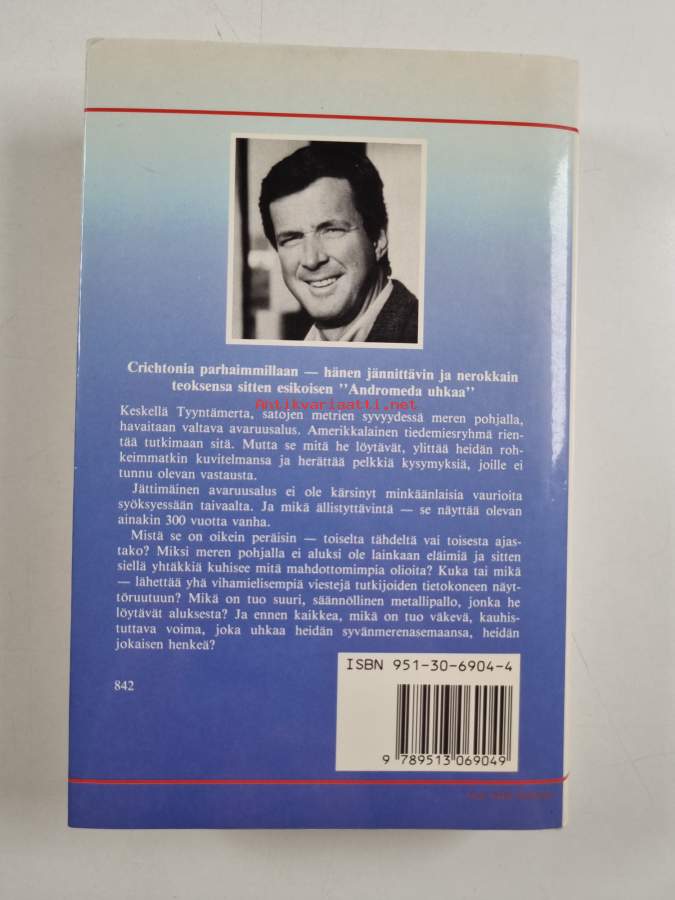 Crichtonia parhaimmillaan — hänen jännittävin ja nerokkain
teoksensa sitten esikoisen ''Andromeda uhkaa''
Antikvariaatti.net
Keskellä Tyyntämerta, satojen metrien syvyydessä meren pohjalla,
havaitaan valtava avaruusalus. Amerikkalainen tiedemiesryhmä rien-
tää tutkimaan sitä. Mutta se mitä he löytävät, ylittää heidän roh-
keimmatkin kuvitelmansa ja herättää pelkkiä kysymyksiä, joille ei
tunnu olevan vastausta.
Jättimäinen avaruusalus ei ole kärsinyt minkäänlaisia vaurioita
syöksyessään taivaalta. Ja mikä ällistyttävintä — se näyttää olevan
ainakin 300 vuotta vanha.
Mistä se on oikein peräisin — toiselta tähdeltä vai toisesta ajas-
tako? Miksi meren pohjalla ei aluksi ole lainkaan eläimiä ja sitten
siellä yhtäkkiä kuhisee mitä mahdottomimpia olioita? Kuka tai mikä
— lähettää yhä vihamielisempiä viestejä tutkijoiden tietokoneen näyt-
töruutuun? Mikä on tuo suuri, säännöllinen metallipallo, jonka he
löytävät aluksesta? Ja ennen kaikkea, mikä on tuo väkevä, kauhis-
tuttava voima, joka uhkaa heidän syvänmerenasemaansa, heidän
jokaisen henkeä?
ISBN 951-30-6904-4
842
9 789513 069049